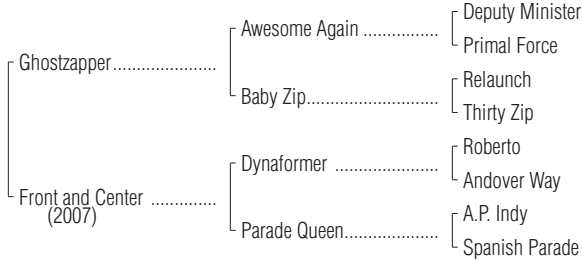 Deputy Minister
Awesome Again ................
Primal Force
Ghostzapper......................
Relaunch
Baby Zip............................
Thirty Zip
Roberto
Dynaformer ......................
Andover Way
Front and Center ..............
(2007)
A.P. Indy
Parade Queen....................
Spanish Parade